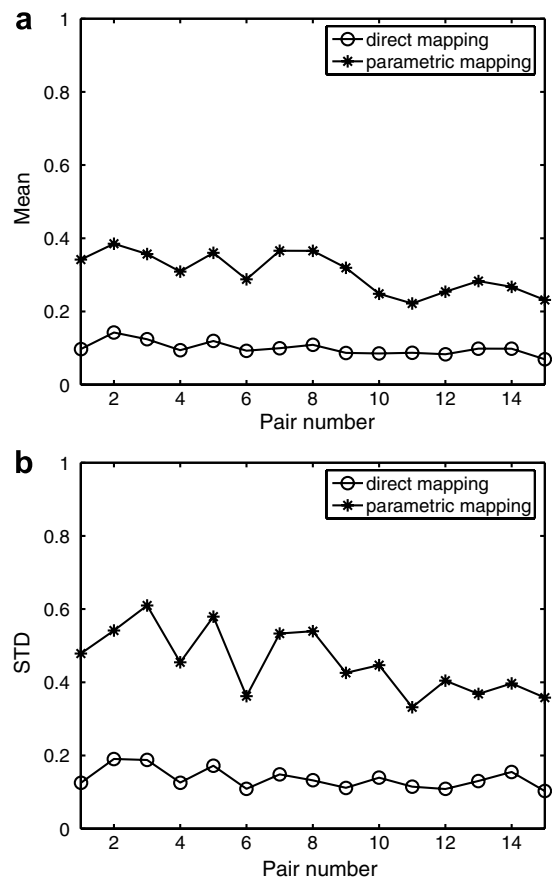 a
direct mapping
parametric mapping
1
0.8
0.6
0.4
0.2
0
Mean
2 4 6 8 10 12 14
Pair number
b
direct mapping
parametric mapping
1
0.8
0.6
0.4
0.2
0
STD
2 4 6 8 10 12 14
Pair number